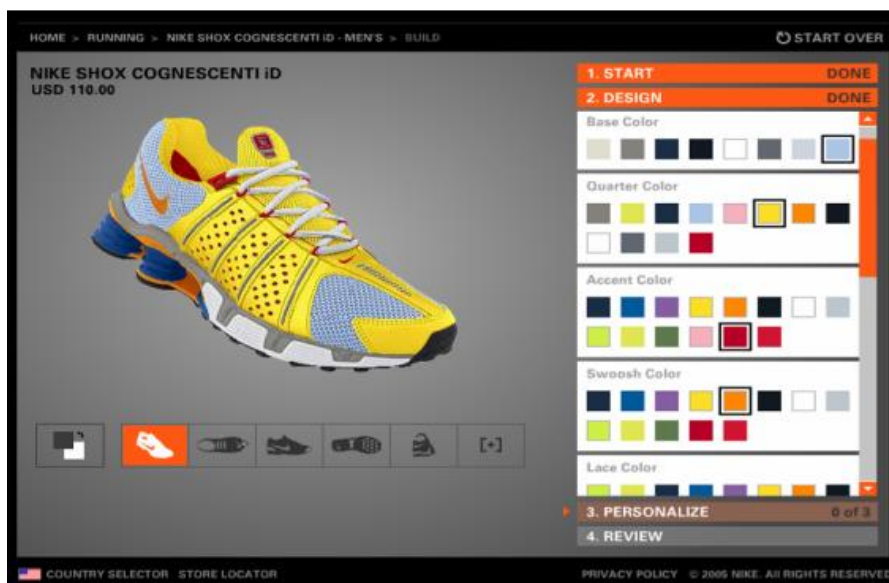 HOME > RUNNING > NIKE SHOX COGNESCENTI iD - MEN'S > BUILD
START OVER
NIKE SHOX COGNESCENTI iD
USD 110.00
1. START DONE
2. DESIGN DONE
Base Color
Quarter Color
Accent Color
Swoosh Color
Lace Color
[+]
3. PERSONALIZE 0 of 3
4. REVIEW
COUNTRY SELECTOR STORE LOCATOR
PRIVACY POLICY © 2005 NIKE. All RIGHTS RESERVED